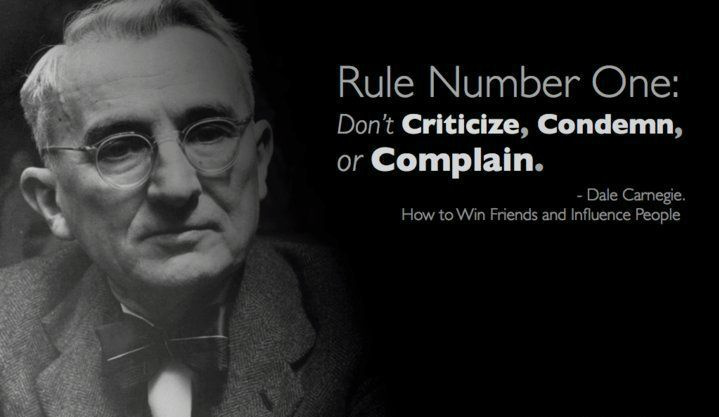 Rule Number One:
Don't Criticize, Condemn,
or Complain.
- Dale Carnegie.
How to Win Friends and Influence People